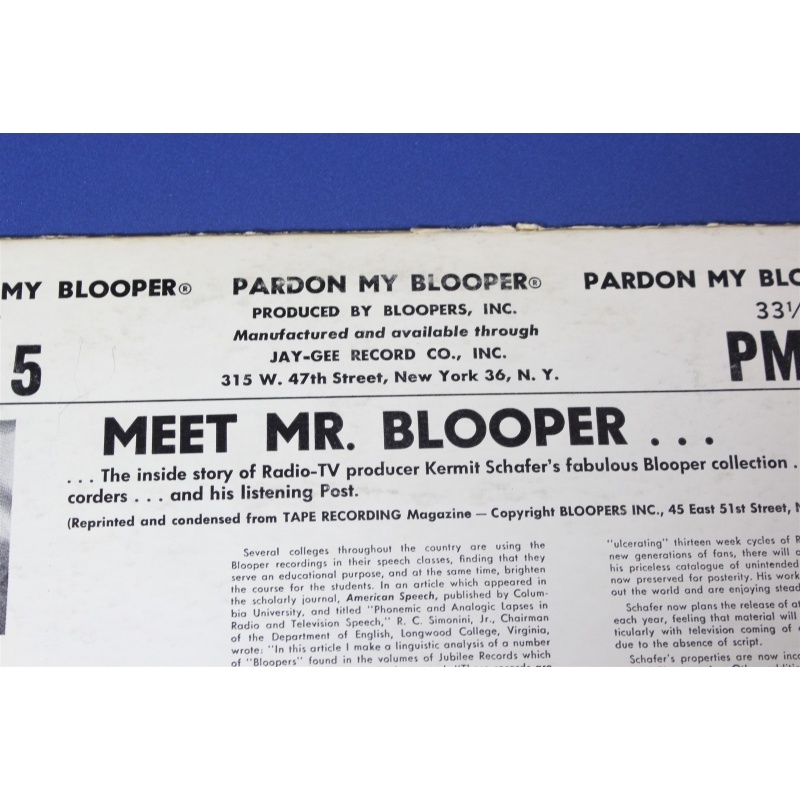 MY BLOOPER® PARDON MY BLOOPER® PARDON MY
PRODUCED BY BLOOPERS, INC. 33⅓
Manufactured and available through
5 JAY-GEE RECORD CO., INC. PM
315 W. 47th Street, New York 36, N. Y.
MEET MR. BLOOPER . . .
. . . The inside story of Radio-TV producer Kermit Schafer's fabulous Blooper collection .
corders . . . and his listening Post.
(Reprinted and condensed from TAPE RECORDING Magazine — Copyright BLOOPERS INC., 45 East 51st Street,
Several colleges throughout the country are using the
Blooper recordings in their speech classes, finding that they
serve an educational purpose, and at the same time, brighten
the course for the students. In an article which appeared in
the scholarly journal, American Speech, published by Colum-
bia University, and titled "Phonemic and Analogic Lapses in
Radio and Television Speech," R. C. Simonini, Jr., Chairman
of the Department of English, Longwood College, Virginia,
wrote: "In this article I make a linguistic analysis of a number
of "Bloopers" found in the volumes of Jubilee Records which
"ulcerating" thirteen week cycles of
new generations of fans, there will
his priceless catalogue of unintended
now preserved for posterity. His work
out the world and are enjoying
Schafer now plans the release of
each year, feeling that material will
ticularly with television coming of
due to the absence of script.
Schafer's properties are now